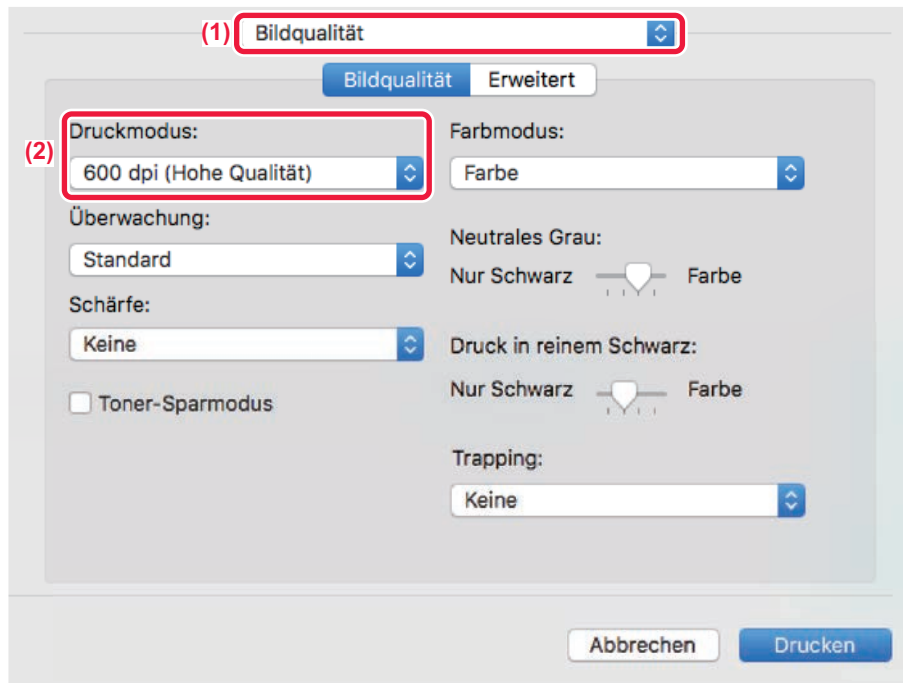 (1) Bildqualität
Bildqualität Erweitert
(2)
Druckmodus:
600 dpi (Hohe Qualität)
Überwachung:
Standard
Schärfe:
Keine
Toner-Sparmodus
Farbmodus:
Farbe
Neutrales Grau:
Nur Schwarz Farbe
Druck in reinem Schwarz:
Nur Schwarz Farbe
Trapping:
Keine
Abbrechen Drucken